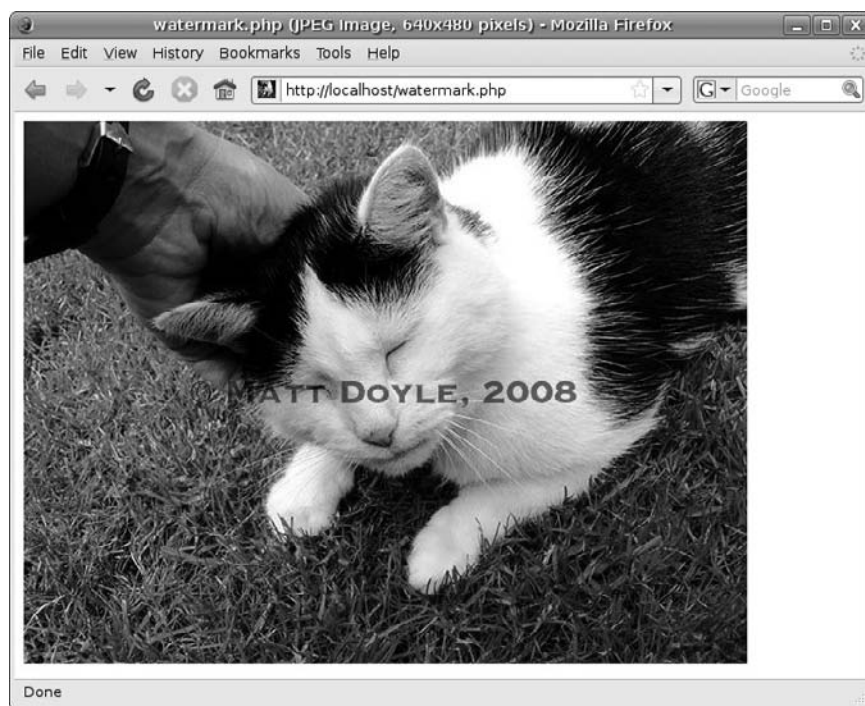 watermark.php (JPEG Image, 640x480 pixels) - Mozilla Firefox
File Edit View History Bookmarks Tools Help
http://localhost/watermark.php
G
Google
© MATT DOYLE, 2008
Done